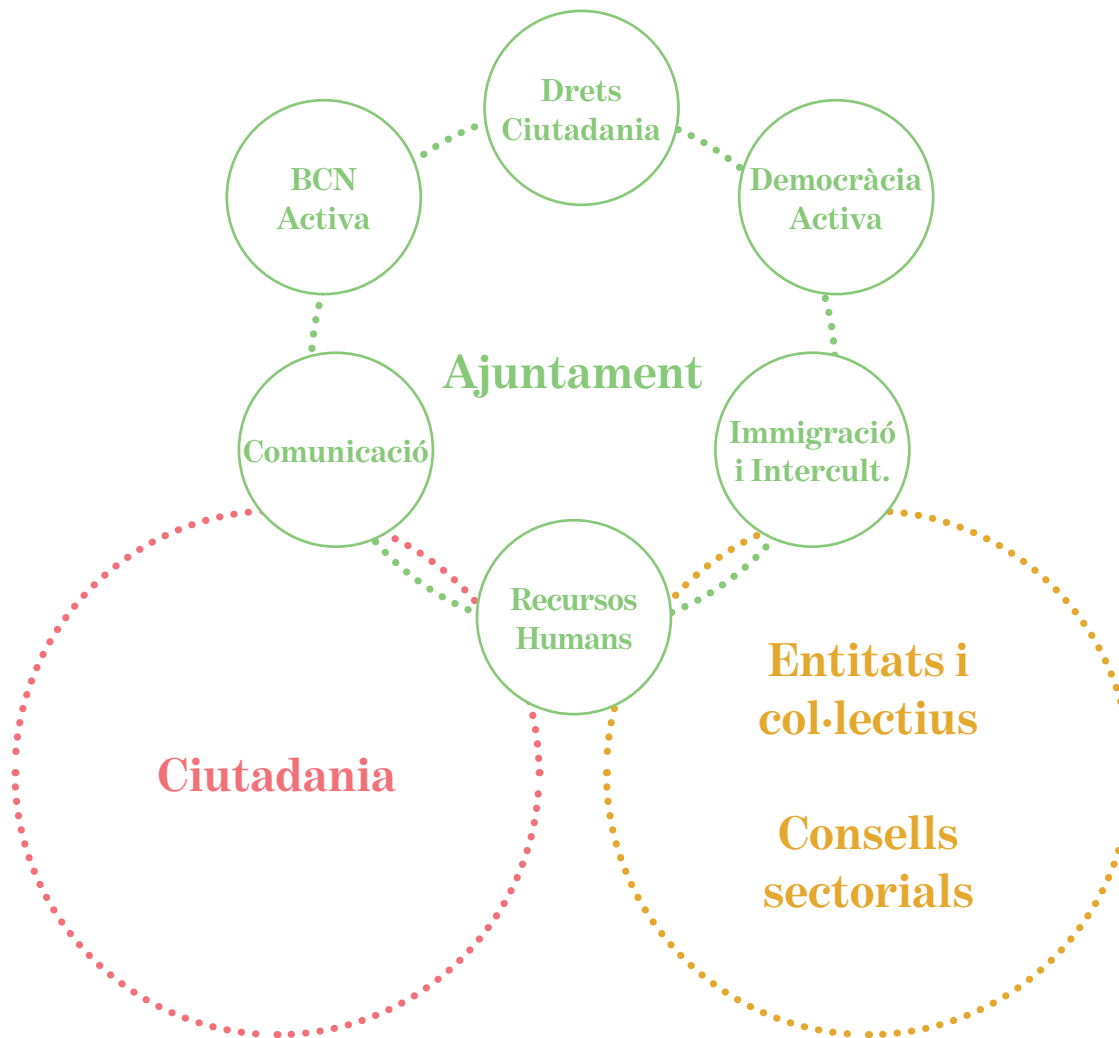 Drets
Ciutadania
BCN
Activa
Democràcia
Activa
Ajuntament
Comunicació
Immigració
i Intercult.
Recursos
Humans
Ciutadania
Entitats i
col·lectius
Consells
sectorials